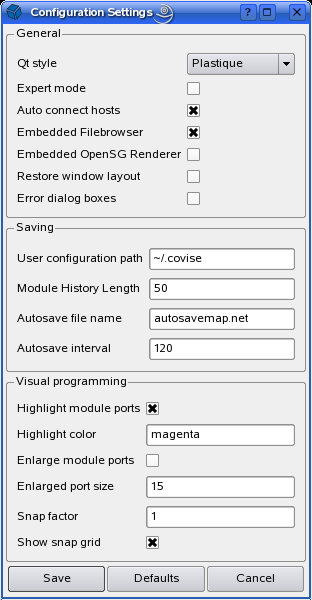 Configuration Settings
General
Qt style Plastique
Expert mode
Auto connect hosts
Embedded Filebrowser
Embedded OpenSG Renderer
Restore window layout
Error dialog boxes
Saving
User configuration path ~/.covise
Module History Length 50
Autosave file name autosavemap.net
Autosave interval 120
Visual programming
Highlight module ports
Highlight color magenta
Enlarge module ports
Enlarged port size 15
Snap factor 1
Show snap grid
Save Defaults Cancel